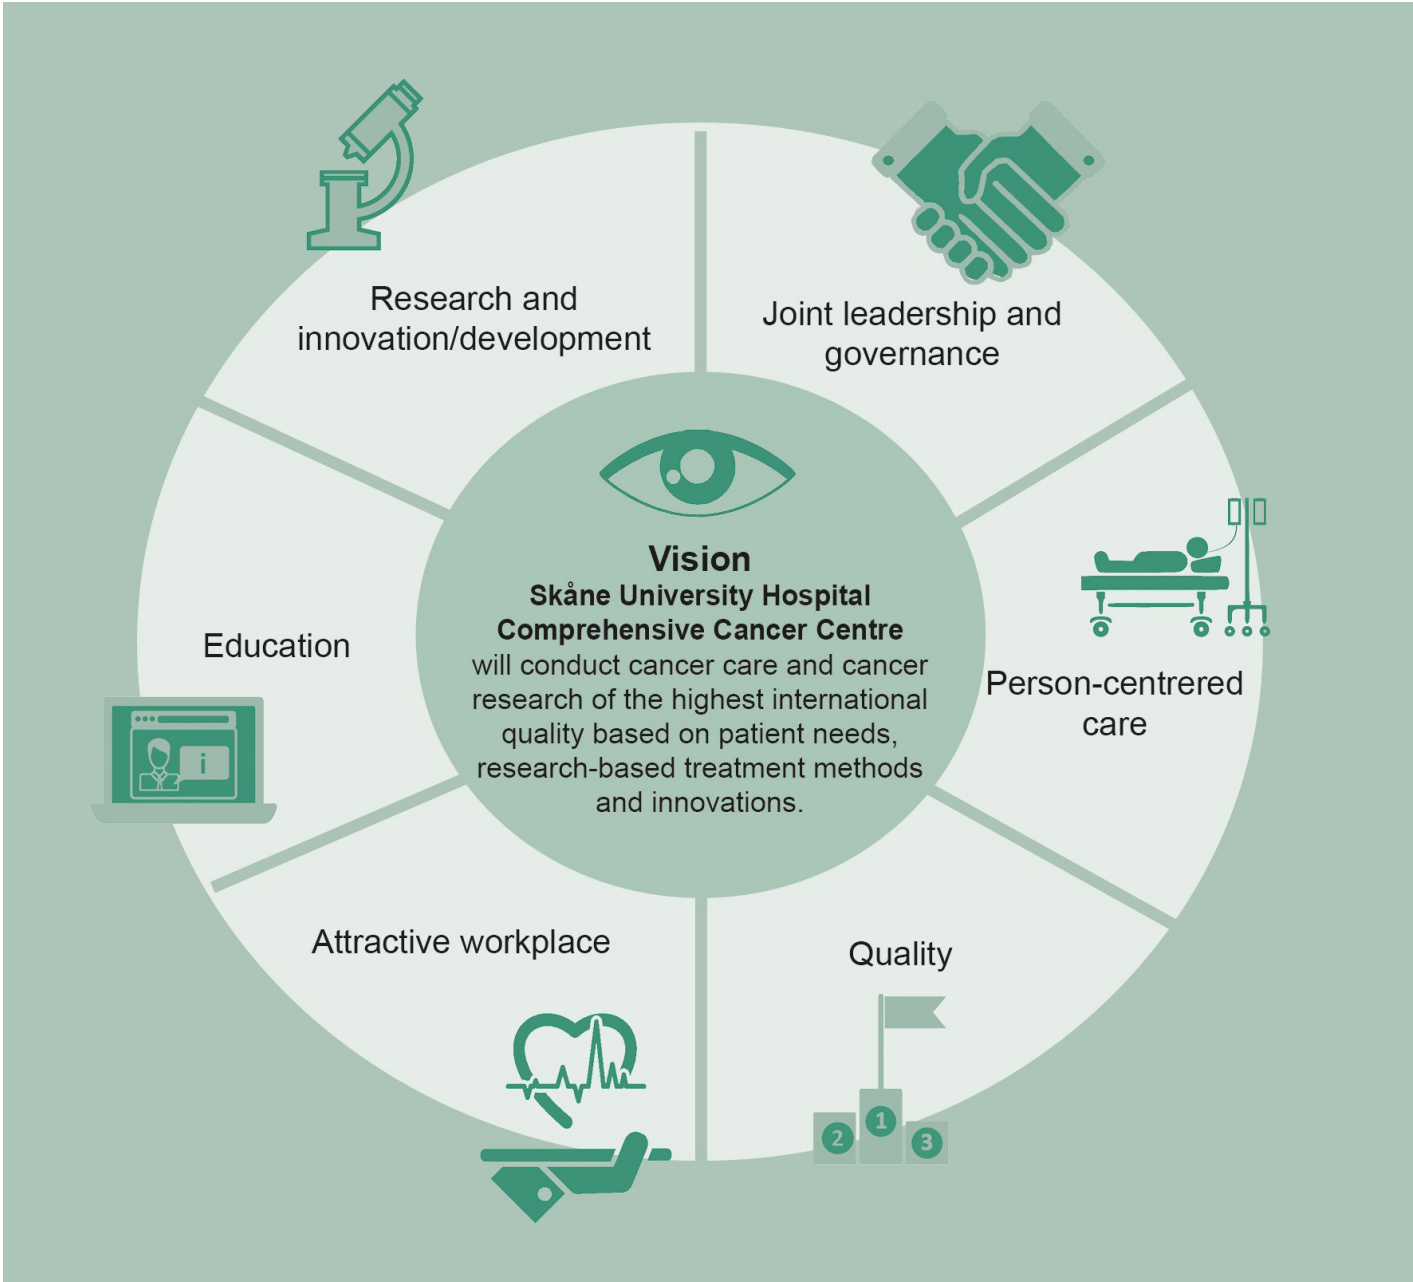 Research and
innovation/development
Joint leadership and
governance
Vision
Skåne University Hospital
Comprehensive Cancer Centre
will conduct cancer care and cancer
research of the highest international
quality based on patient needs,
research-based treatment methods
and innovations.
Education
i
Person-centrered
care
Attractive workplace
Quality
2
1
3